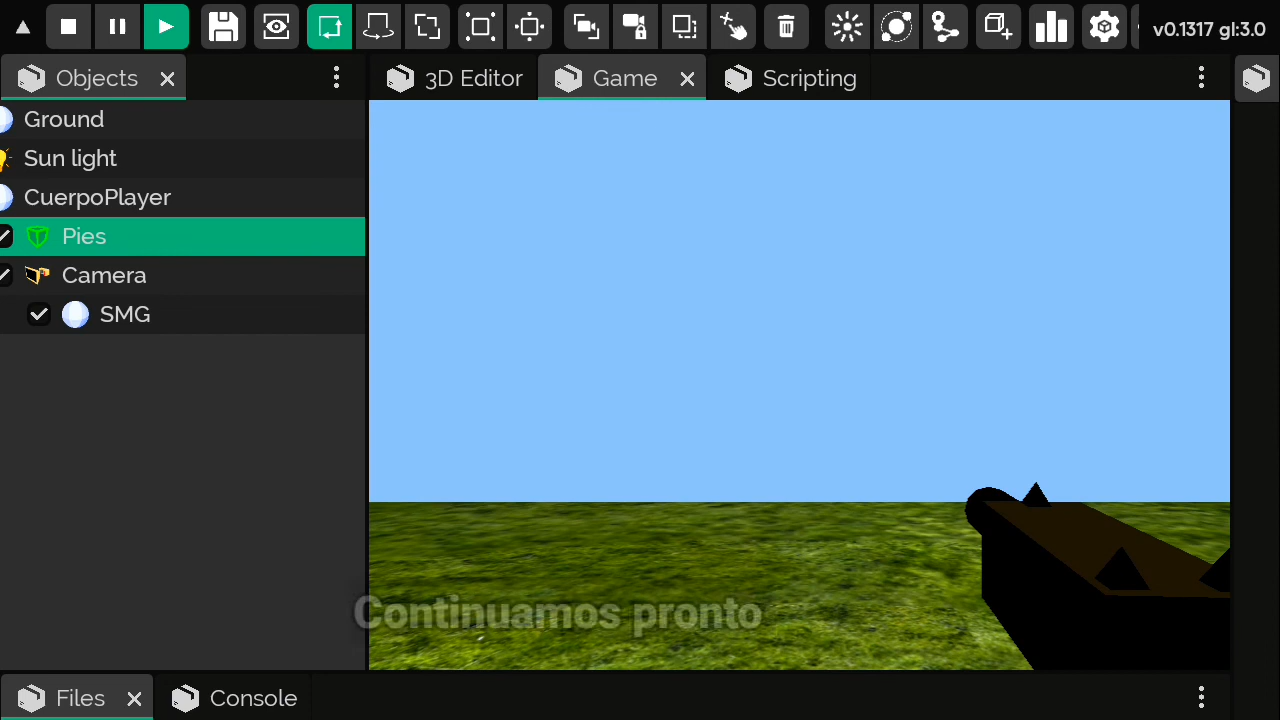 v0.1317 gl:3.0
Objects
3D Editor
Game
Scripting
Ground
Sun light
CuerpoPlayer
Pies
Camera
SMG
Continuamos pronto
Files
Console